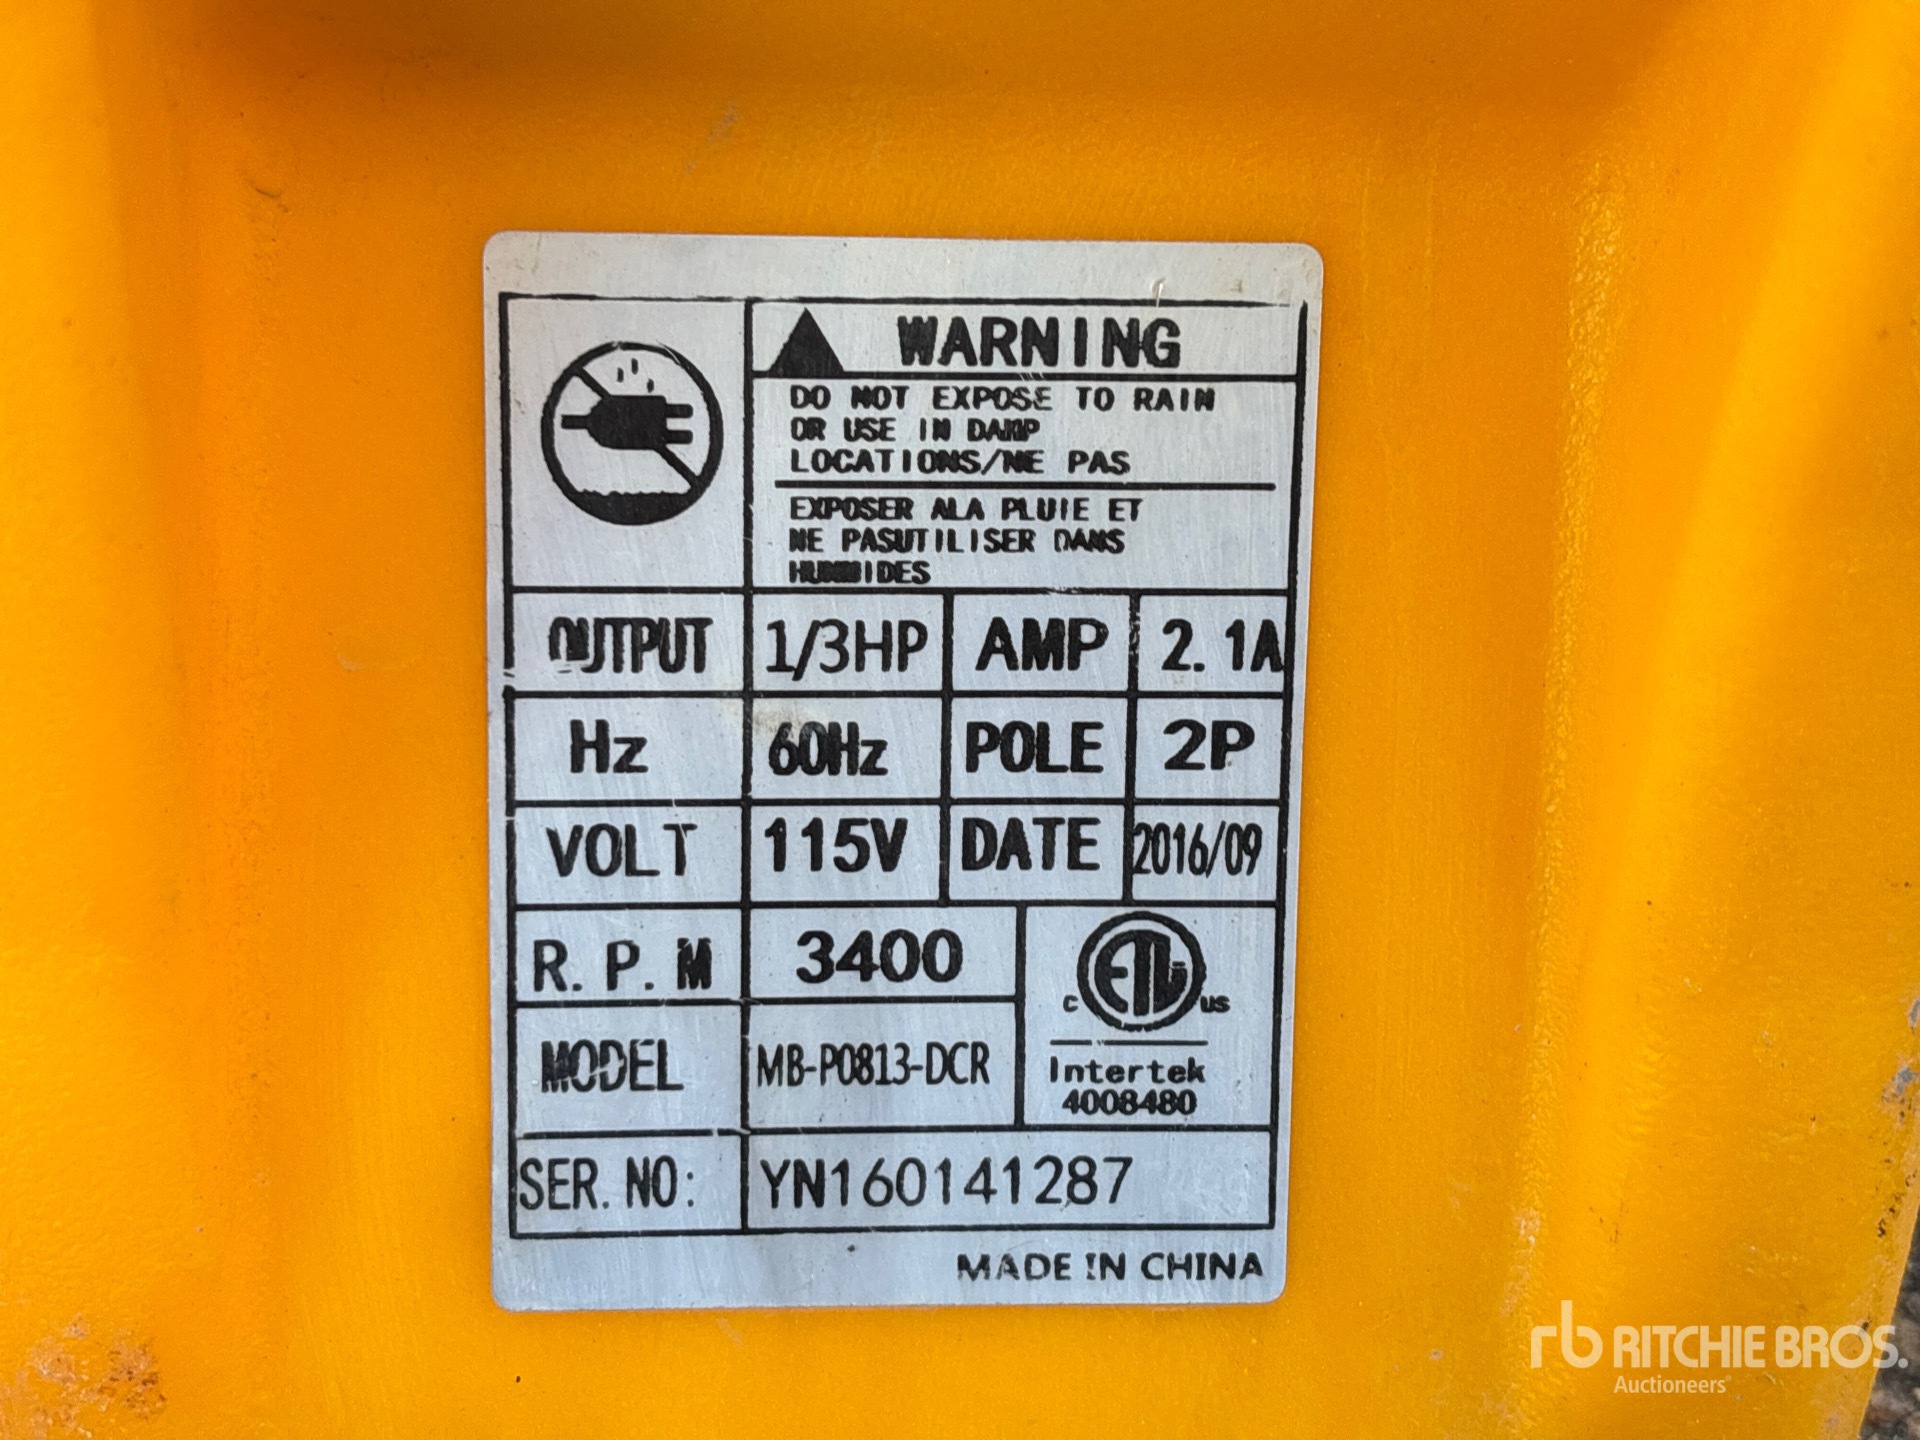 WARNING
DO NOT EXPOSE TO RAIN
OR USE IN DAMP
LOCATIONS/NE PAS
EXPOSER ALA PLUIE ET
NE PASUTILISER DANS
HUMMIDES
OUTPUT 1/3HP AMP 2.1A
Hz 60Hz POLE 2P
VOLT 115V DATE 2016/09
R.P.M 3400
ETL
C US
MODEL MB-P0813-DCR
Intertek
4008480
SER.NO: YN160141287
MADE IN CHINA
rb RITCHIE BROS.
Auctioneers